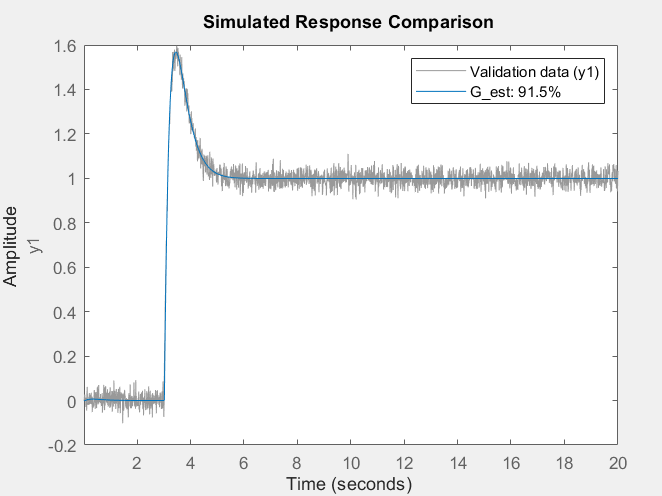 Simulated Response Comparison
Validation data (y1)
G_est: 91.5%
Amplitude
y1
1.6
1.4
1.2
1
0.8
0.6
0.4
0.2
0
-0.2
2 4 6 8 10 12 14 16 18 20
Time (seconds)